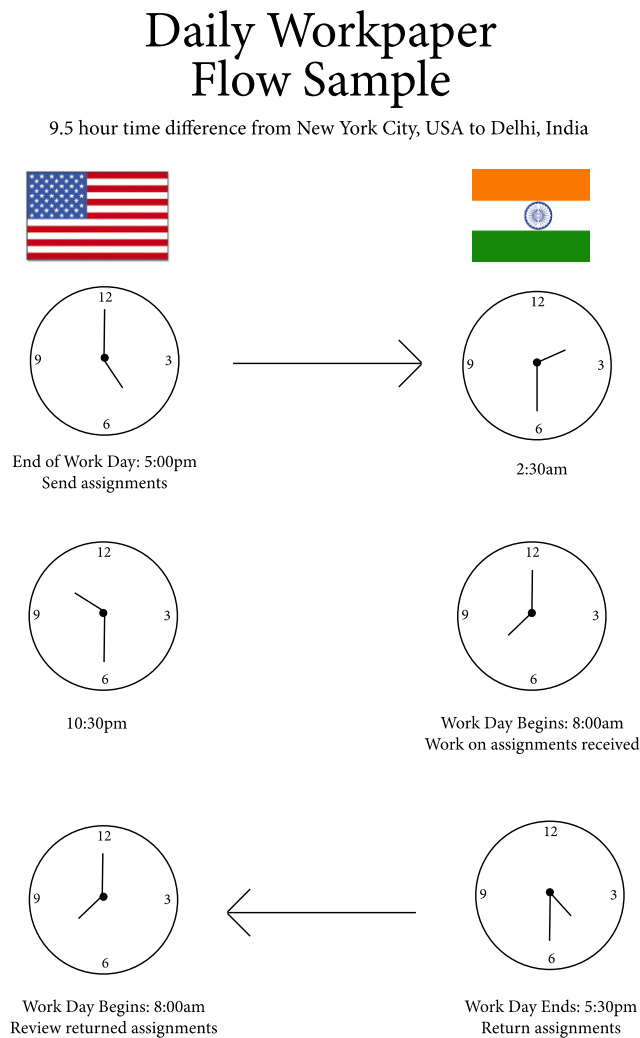 Daily Workpaper
Flow Sample
9.5 hour time difference from New York City, USA to Delhi, India
12
9
3
6
12
9
3
6
End of Work Day: 5:00pm
Send assignments
2:30am
12
9
3
6
12
9
3
6
10:30pm
Work Day Begins: 8:00am
Work on assignments received
12
9
3
6
12
9
3
6
Work Day Begins: 8:00am
Review returned assignments
Work Day Ends: 5:30pm
Return assignments